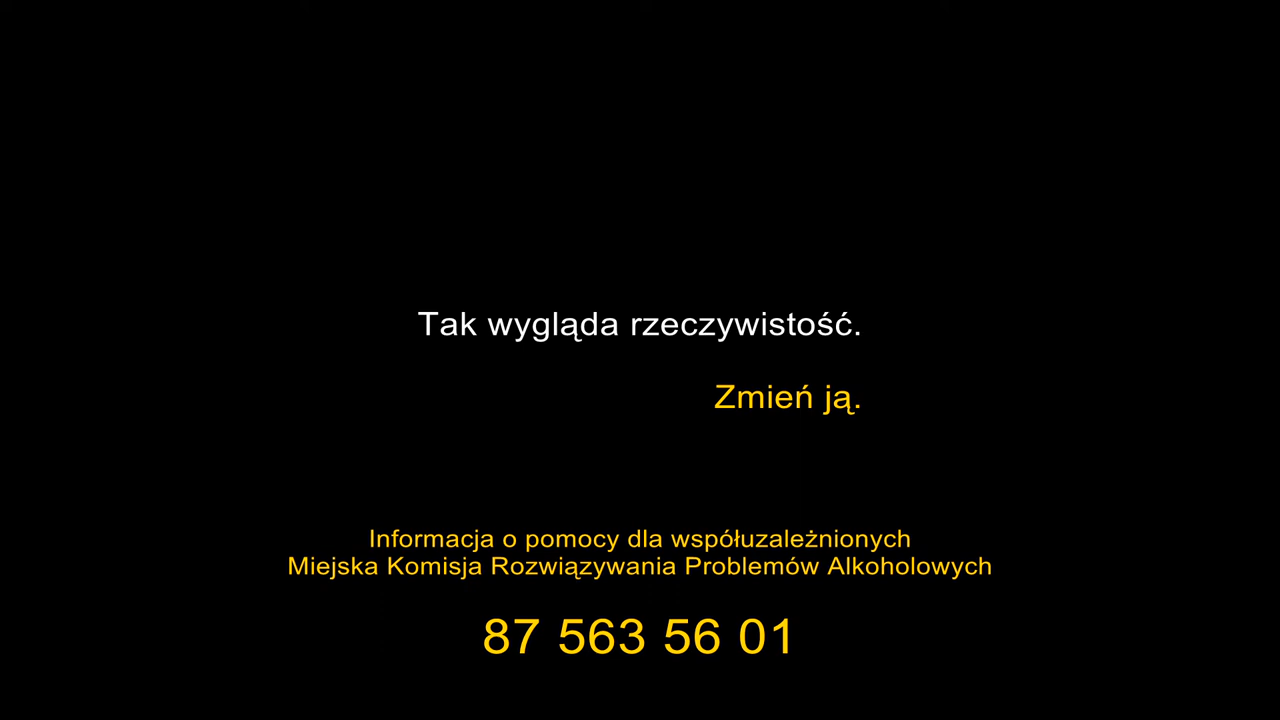 Tak wygląda rzeczywistość.
Zmień ją.
Informacja o pomocy dla współuzależnionych
Miejska Komisja Rozwiązywania Problemów Alkoholowych
87 563 56 01